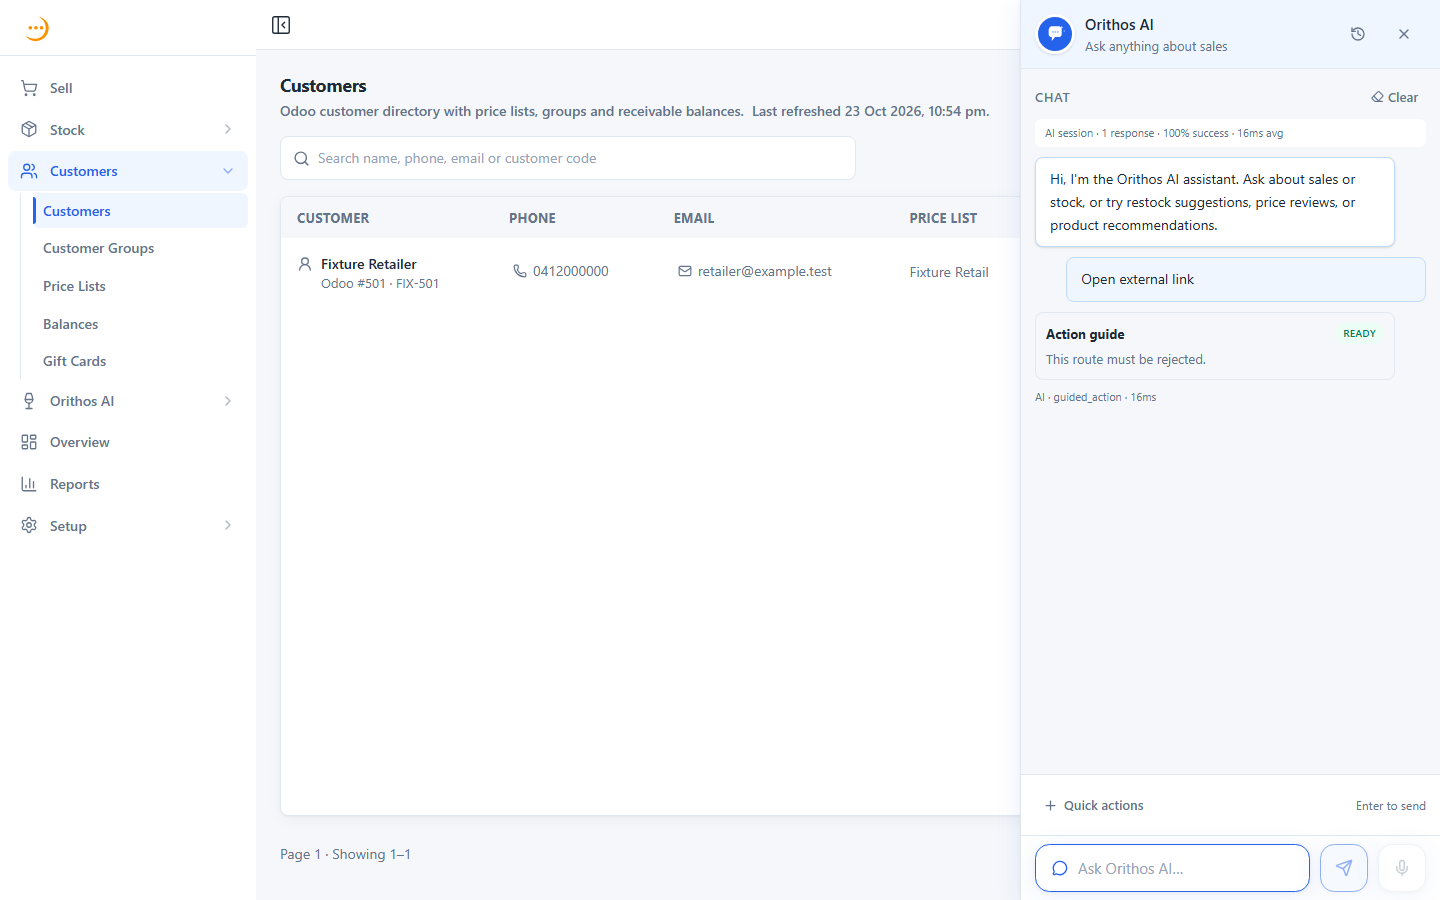 Sell
Stock
Customers
Customers
Customer Groups
Price Lists
Balances
Gift Cards
Orithos AI
Overview
Reports
Setup
Customers
Odoo customer directory with price lists, groups and receivable balances. Last refreshed 23 Oct 2026, 10:54 pm.
Search name, phone, email or customer code
CUSTOMER PHONE EMAIL PRICE LIST
Fixture Retailer
Odoo #501 · FIX-501
0412000000
retailer@example.test
Fixture Retail
Page 1 · Showing 1–1
Orithos AI
Ask anything about sales
CHAT
Clear
AI session · 1 response · 100% success · 16ms avg
Hi, I'm the Orithos AI assistant. Ask about sales or
stock, or try restock suggestions, price reviews, or
product recommendations.
Open external link
Action guide
READY
This route must be rejected.
AI · guided_action · 16ms
Quick actions
Enter to send
Ask Orithos AI...